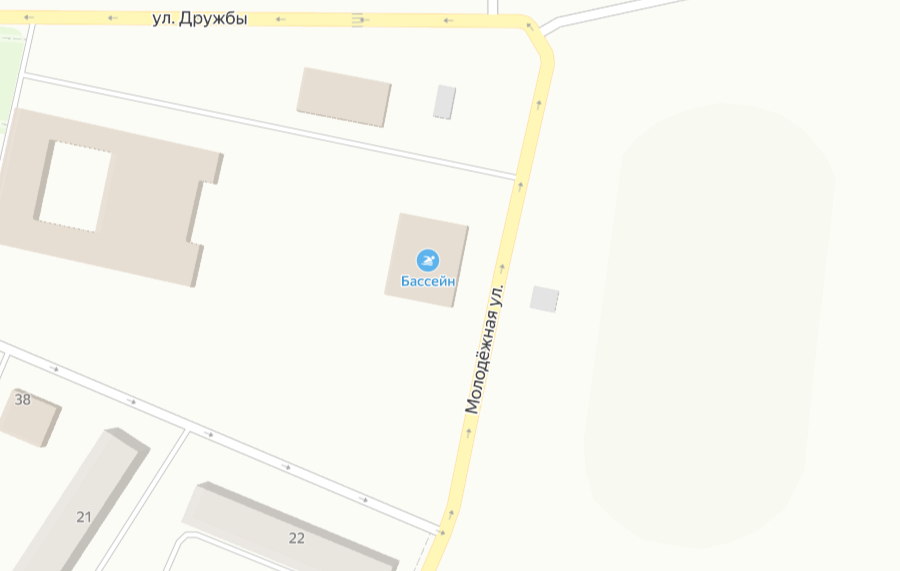 ул. Дружбы
Бассейн
Молодёжная ул.
38
21
22